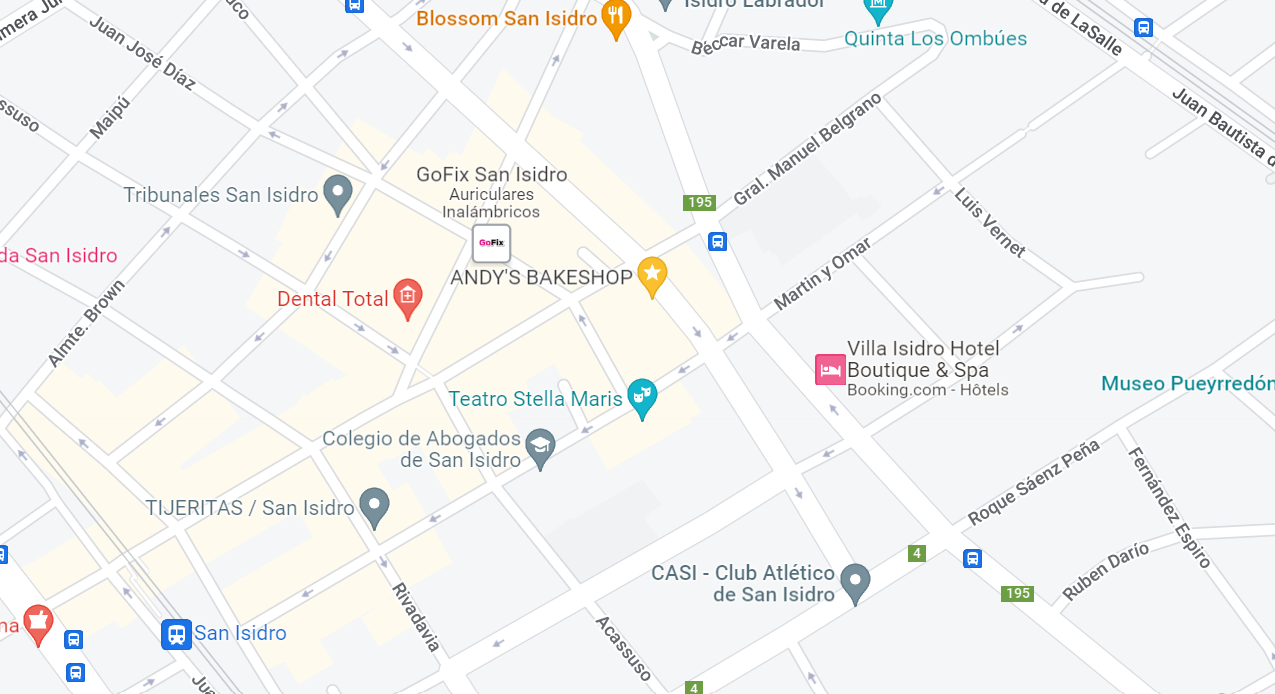 Blossom San Isidro
Isidro Labrador
Juan José Díaz
Beccar Varela
Quinta Los Ombúes
de LaSalle
Juan Bautista d
Maipú
Gral. Manuel Belgrano
GoFix San Isidro
Auriculares
Inalámbricos
Tribunales San Isidro
195
Luis Vernet
GoFix
San Isidro
ANDY'S BAKESHOP
Martin y Omar
Dental Total
Almte. Brown
Villa Isidro Hotel
Boutique & Spa
Booking.com - Hôtels
Museo Pueyrredón
Teatro Stella Maris
Colegio de Abogados
de San Isidro
Roque Sáenz Peña
Fernández Espiro
TIJERITAS / San Isidro
4
Ruben Darío
CASI - Club Atlético
de San Isidro
195
Rivadavia
San Isidro
Acassuso
4